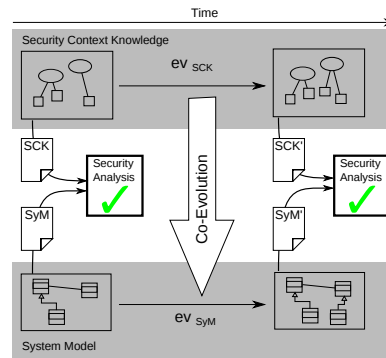 Time
Security Context Knowledge
ev SCK
SCK
SCK'
Security
Analysis
Security
Analysis
Co-Evolution
SyM
SyM'
ev SyM
System Model